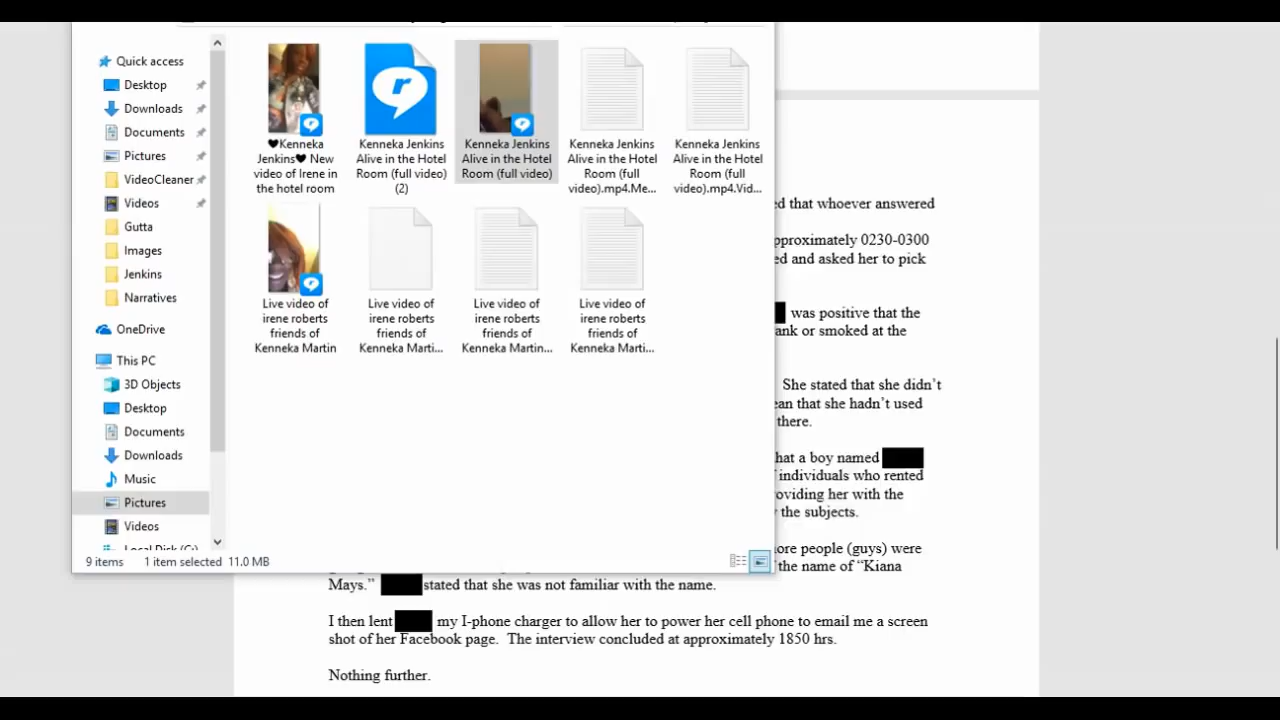 Quick access
Desktop
Downloads
Documents
Pictures
VideoCleaner
Videos
Gutta
Images
Jenkins
Narratives
OneDrive
This PC
3D Objects
Desktop
Documents
Downloads
Music
Pictures
Videos
Local Disk (C:)
♥Kenneka
Jenkins♥ New
video of Irene in
the hotel room
Kenneka Jenkins
Alive in the Hotel
Room (full video)
(2)
Kenneka Jenkins
Alive in the Hotel
Room (full video)
Kenneka Jenkins
Alive in the Hotel
Room (full
video).mp4.Me...
Kenneka Jenkins
Alive in the Hotel
Room (full
video).mp4.Vid...
Live video of
irene roberts
friends of
Kenneka Martin
Live video of
irene roberts
friends of
Kenneka Marti...
Live video of
irene roberts
friends of
Kenneka Martin...
Live video of
irene roberts
friends of
Kenneka Marti...
9 items 1 item selected 11.0 MB
ed that whoever answered
pproximately 0230-0300
ed and asked her to pick
was positive that the
ank or smoked at the
She stated that she didn't
ean that she hadn't used
there.
hat a boy named
individuals who rented
oviding her with the
the subjects.
ore people (guys) were
the name of “Kiana
Mays.” stated that she was not familiar with the name.
I then lent my I-phone charger to allow her to power her cell phone to email me a screen
shot of her Facebook page. The interview concluded at approximately 1850 hrs.
Nothing further.